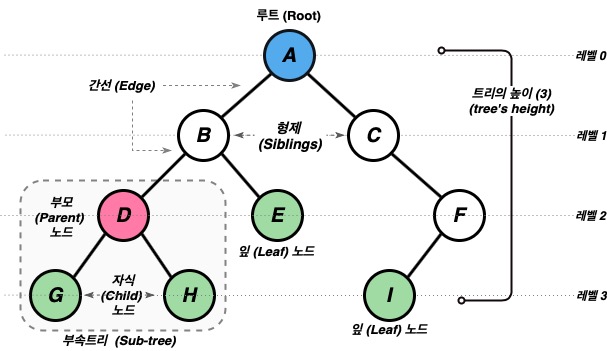 루트 (Root)
A
레벨 0
간선 (Edge)
트리의 높이 (3)
(tree's height)
B
형제
(Siblings)
C
레벨 1
부모
(Parent)
노드
D
E
F
레벨 2
잎 (Leaf) 노드
G
자식
(Child)
노드
H
I
레벨 3
잎 (Leaf) 노드
부속트리 (Sub-tree)